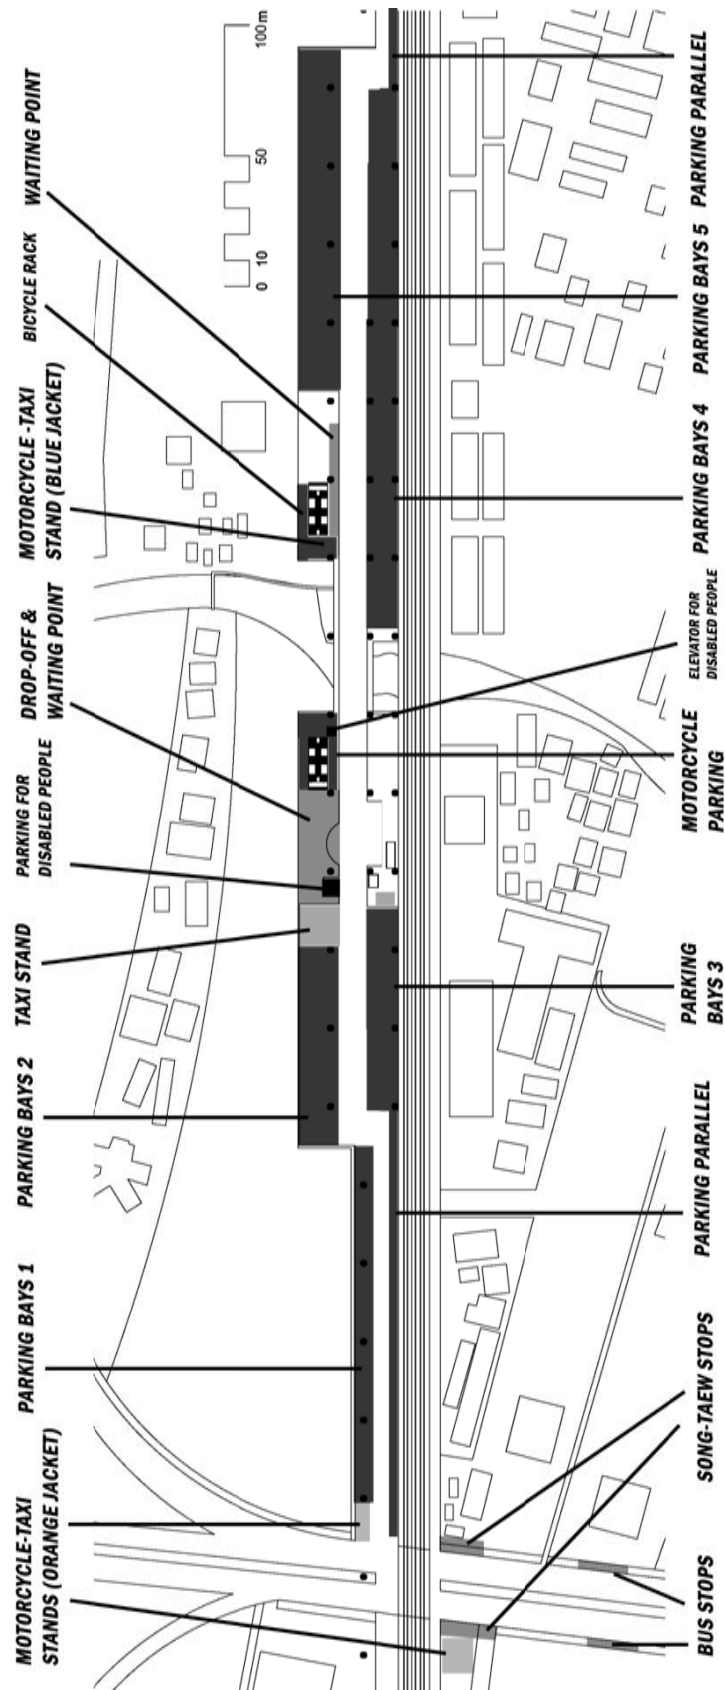 MOTORCYCLE-TAXI
STANDS (ORANGE JACKET)
PARKING BAYS 1
PARKING BAYS 2
TAXI STAND
PARKING FOR
DISABLED PEOPLE
DROP-OFF &
WAITING POINT
MOTORCYCLE -TAXI
STAND (BLUE JACKET)
BICYCLE RACK
WAITING POINT
0 10 50 100m
BUS STOPS
SONG-TAEW STOPS
PARKING PARALLEL
PARKING
BAYS 3
MOTORCYCLE
PARKING
ELEVATOR FOR
DISABLED PEOPLE
PARKING BAYS 4
PARKING BAYS 5
PARKING PARALLEL